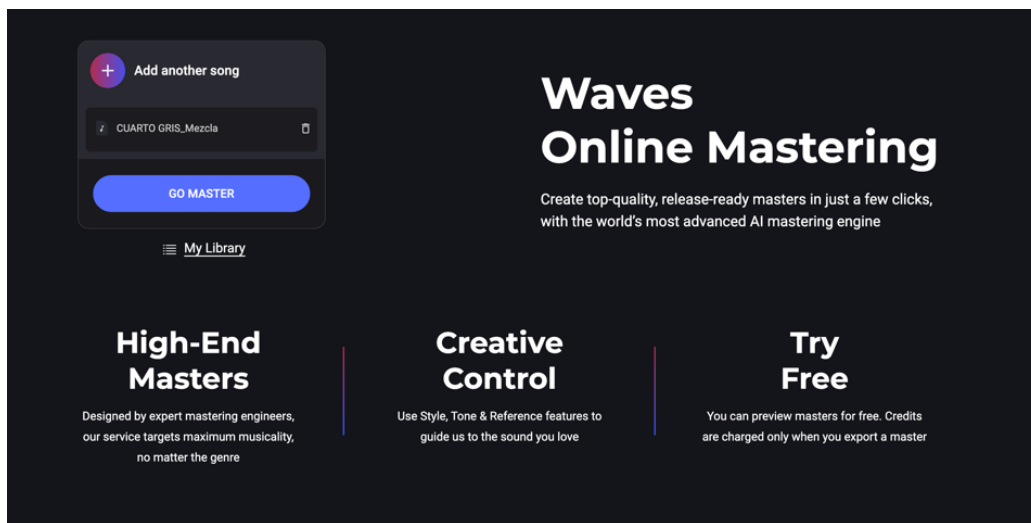 Add another song
CUARTO GRIS_Mezcla
GO MASTER
My Library
Waves
Online Mastering
Create top-quality, release-ready masters in just a few clicks,
with the world's most advanced AI mastering engine
High-End
Masters
Designed by expert mastering engineers,
our service targets maximum musicality,
no matter the genre
Creative
Control
Use Style, Tone & Reference features to
guide us to the sound you love
Try
Free
You can preview masters for free. Credits
are charged only when you export a master